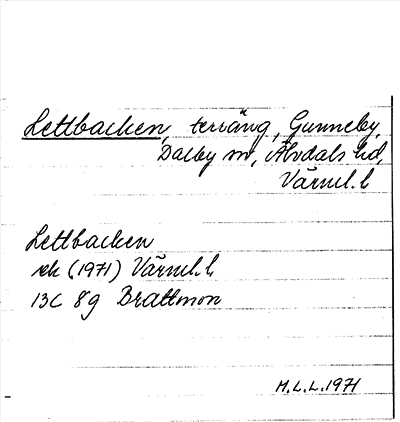 Lettbacken, terräng, Gunneby,
Dalby sn, Älvdals hd,
Värml. l
Lettbacken
ek (1971) Värml. l
13C 8g Brattmon
M.L.L. 1971